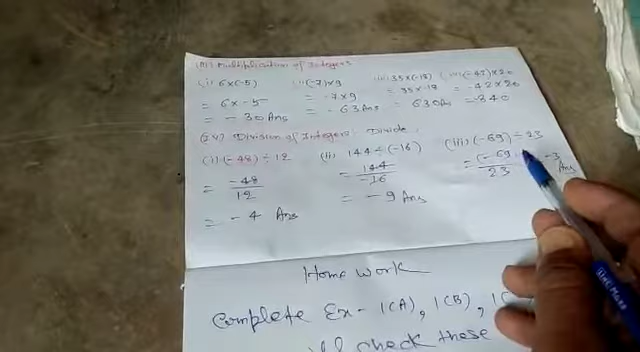 (III) Multiplication of Integers
(i) 6×(-5) (ii) (-7)×9 (iii) 35×(-18) (iv) (-42)×20
= 6×-5 = -7×9 = 35×-18 = -42×20
= -30 Ans = -63 Ans = 630 Ans = 840
(IV) Division of Integers: Divide:
(i) (-48) ÷ 12 (ii) 144 ÷ (-16) (iii) (-69) ÷ 23
= -48/12 = 144/-16 = (-69/23 -3 Ans
= -4 Ans = -9 Ans
Home work
Complete Ex- 1(A), 1(B), 1(
check these